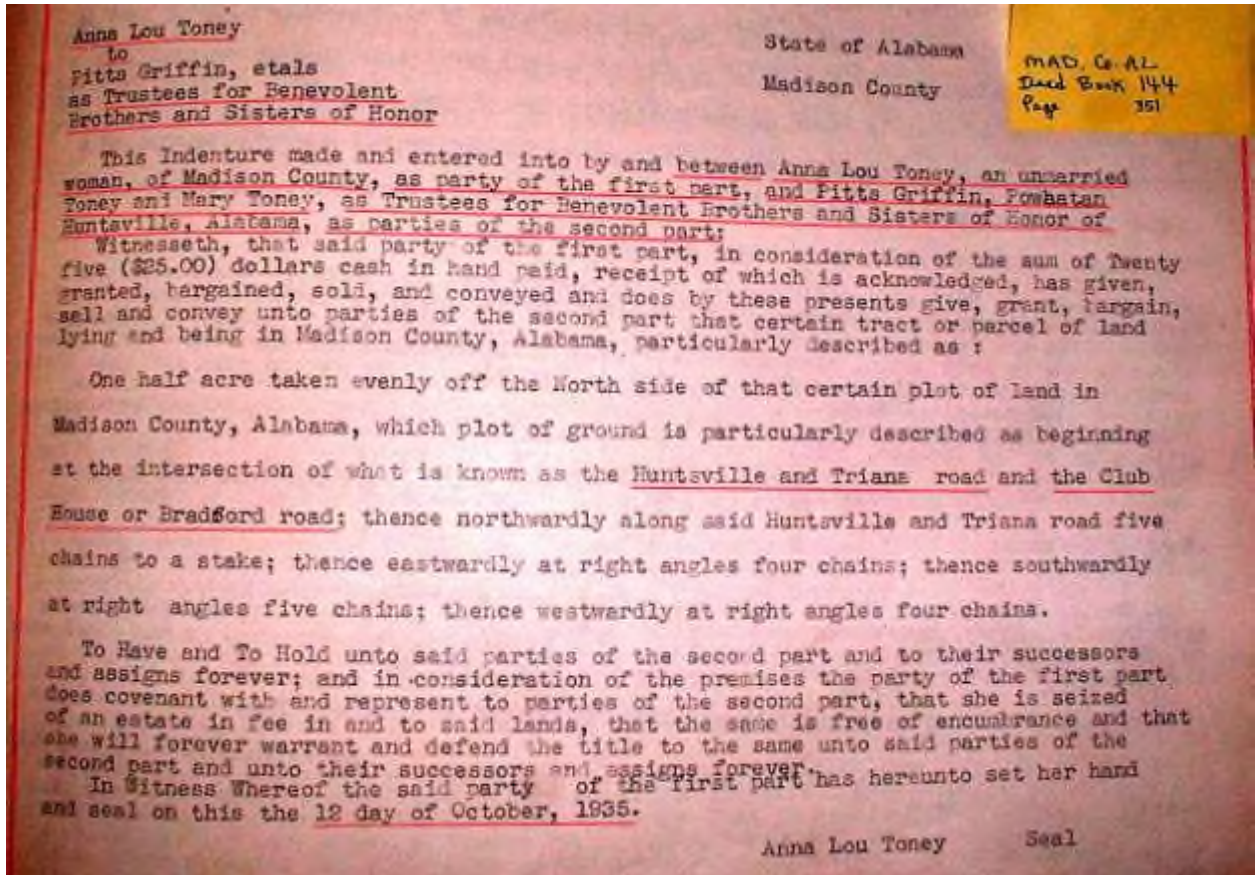 Anna Lou Toney
to
Pitts Griffin, etals
as Trustees for Benevolent
Brothers and Sisters of Honor
State of Alabama
Madison County
MAD. Co. AL
Deed Book 144
Page 351
This Indenture made and entered into by and between Anna Lou Toney, an unmarried
woman, of Madison County, as party of the first part, and Pitts Griffin, Powhatan
Toney and Mary Toney, as Trustees for Benevolent Brothers and Sisters of Honor of
Huntsville, Alabama, as parties of the second part;
Witnesseth, that said party of the first part, in consideration of the sum of Twenty
five ($25.00) dollars cash in hand paid, receipt of which is acknowledged, has given,
granted, bargained, sold, and conveyed and does by these presents give, grant, bargain,
sell and convey unto parties of the second part that certain tract or parcel of land
lying and being in Madison County, Alabama, particularly described as :
One half acre taken evenly off the North side of that certain plot of land in
Madison County, Alabama, which plot of ground is particularly described as beginning
at the intersection of what is known as the Huntsville and Triana road and the Club
House or Bradford road; thence northwardly along said Huntsville and Triana road five
chains to a stake; thence eastwardly at right angles four chains; thence southwardly
at right angles five chains; thence westwardly at right angles four chains.
To Have and To Hold unto said parties of the second part and to their successors
and assigns forever; and in consideration of the premises the party of the first part
does covenant with and represent to parties of the second part, that she is seized
of an estate in fee in and to said lands, that the same is free of encumbrance and that
she will forever warrant and defend the title to the same unto said parties of the
second part and unto their successors and assigns forever.
In Witness Whereof the said party of the first part has hereunto set her hand
and seal on this the 12 day of October, 1935.
Anna Lou Toney Seal